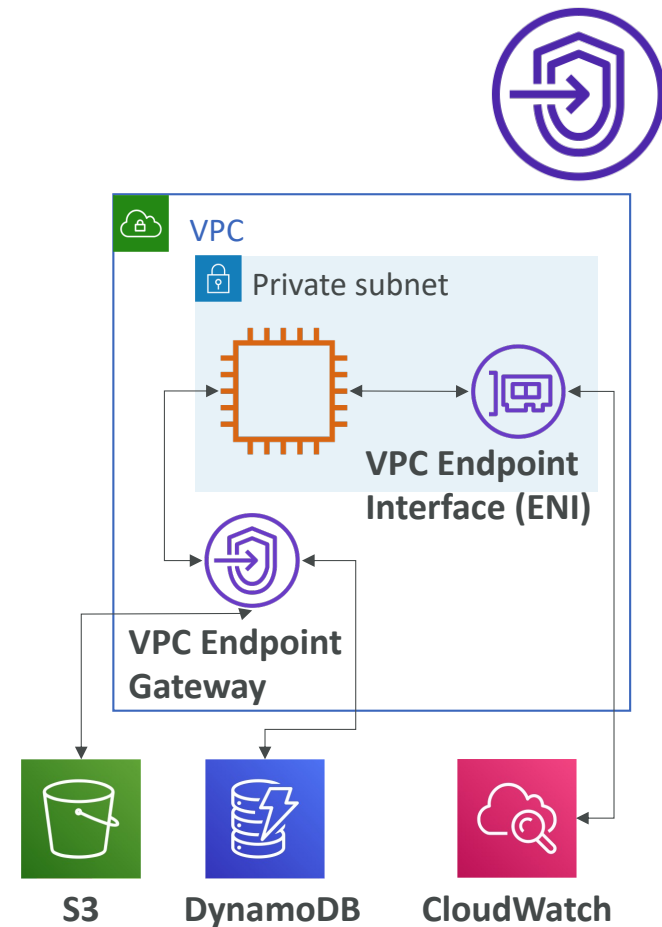 VPC
Private subnet
VPC Endpoint
Interface (ENI)
VPC Endpoint
Gateway
S3
DynamoDB
CloudWatch